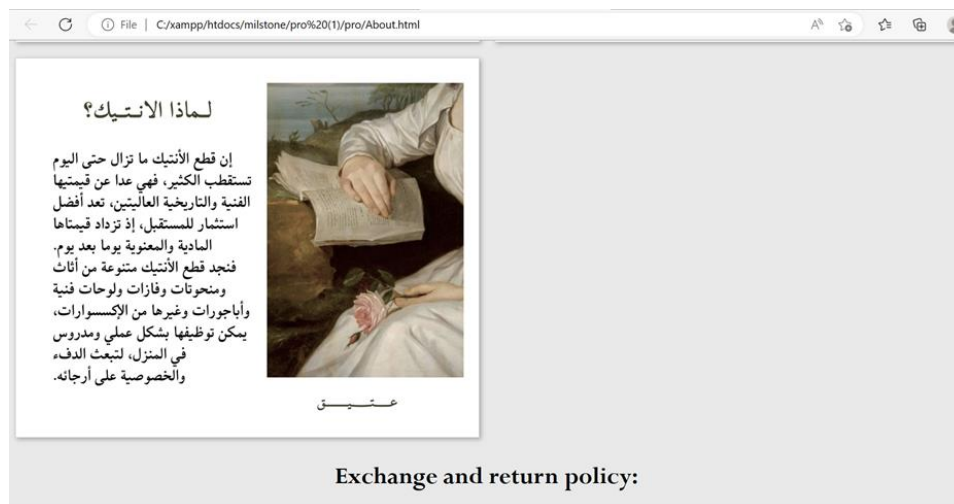 File | C:/xampp/htdocs/milstone/pro%20(1)/pro/About.html
لـماذا الانـتـيـك؟
إن قطع الأنتيك ما تزال حتى اليوم
تستقطب الكثير، فهي عدا عن قيمتيها
الفنية والتاريخية العاليتين، تعد أفضل
استثمار للمستقبل، إذ تزداد قيمتاها
المادية والمعنوية يوما بعد يوم.
فنجد قطع الأنتيك متنوعة من أثاث
ومنحوتات وفازات ولوحات فنية
وأباجورات وغيرها من الإكسسوارات،
يمكن توظيفها بشكل عملي ومدروس
في المنزل، لتبعث الدفء
والخصوصية على أرجائه.
عـــتـــيـــــق
Exchange and return policy: